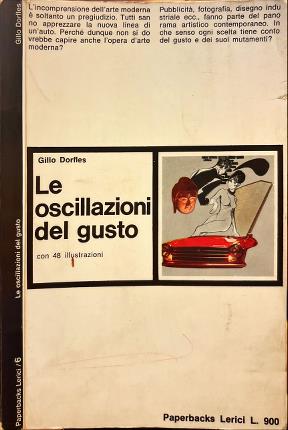 Gillo Dorfles
L'incomprensione dell'arte moderna
è soltanto un pregiudizio. Tutti san
no apprezzare la nuova linea di
un'auto. Perché dunque non si do
vrebbe capire anche l'opera d'arte
moderna?
Pubblicità, fotografia, disegno indu
striale ecc., fanno parte del pano
rama artistico contemporaneo. In
che senso ogni scelta tiene conto
del gusto e dei suoi mutamenti?
Gillo Dorfles
Le
oscillazioni
del gusto
con 48 illustrazioni
Le oscillazioni del gusto
Paperbacks Lerici / 6
Paperbacks Lerici L. 900